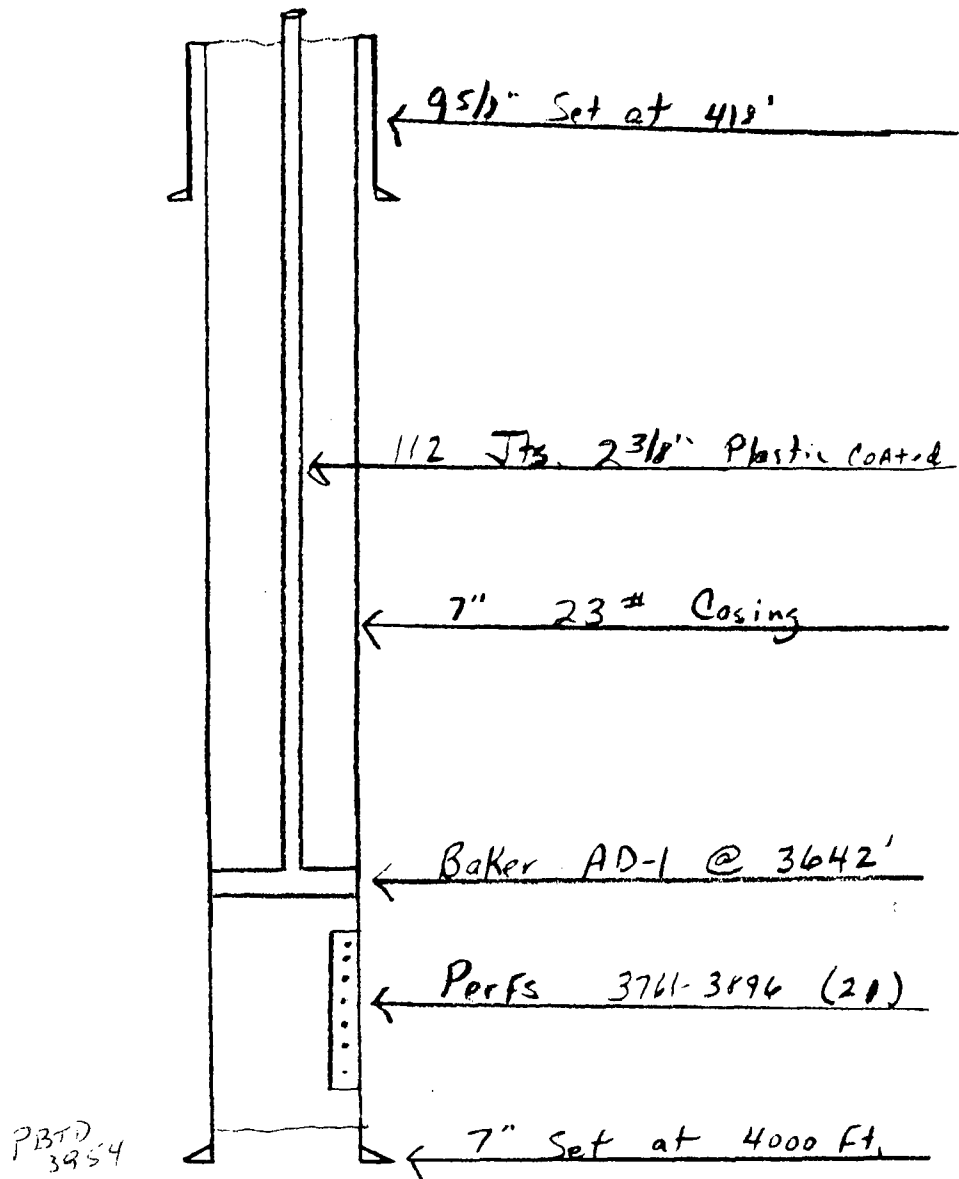 9 5/8" Set at 418'
112 Jts. 2 3/8" Plastic Coated
7" 23# Casing
Baker AD-1 @ 3642'
Perfs 3761-3896 (21)
PBTD
3954
7" Set at 4000 Ft.